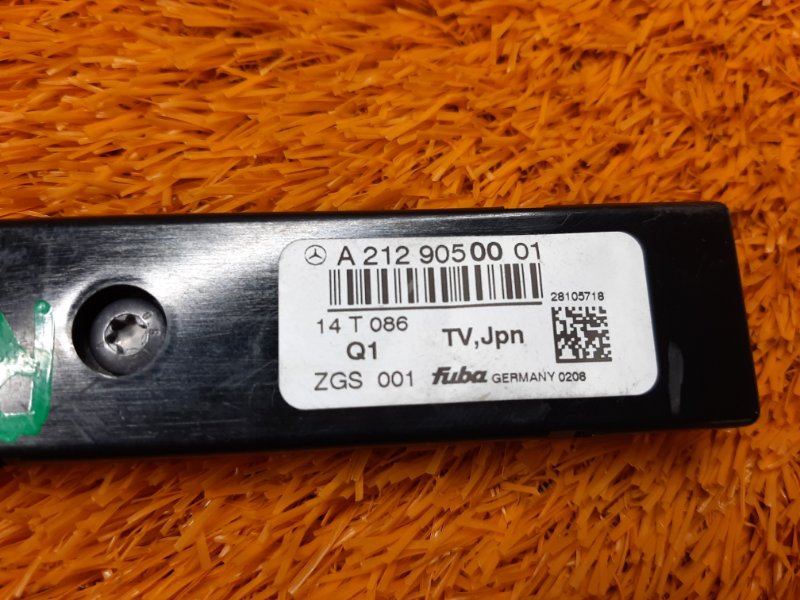 A 212 905 00 01
28105718
14 T 086
Q1 TV,Jpn
ZGS 001 fuba GERMANY 0208